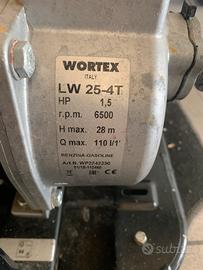 WORTEX
ITALY
LW 25-4T
HP 1,5
r.p.m. 6500
H max. 28 m
Q max. 110 l/1'
BENZINA-GASOLINE
subito